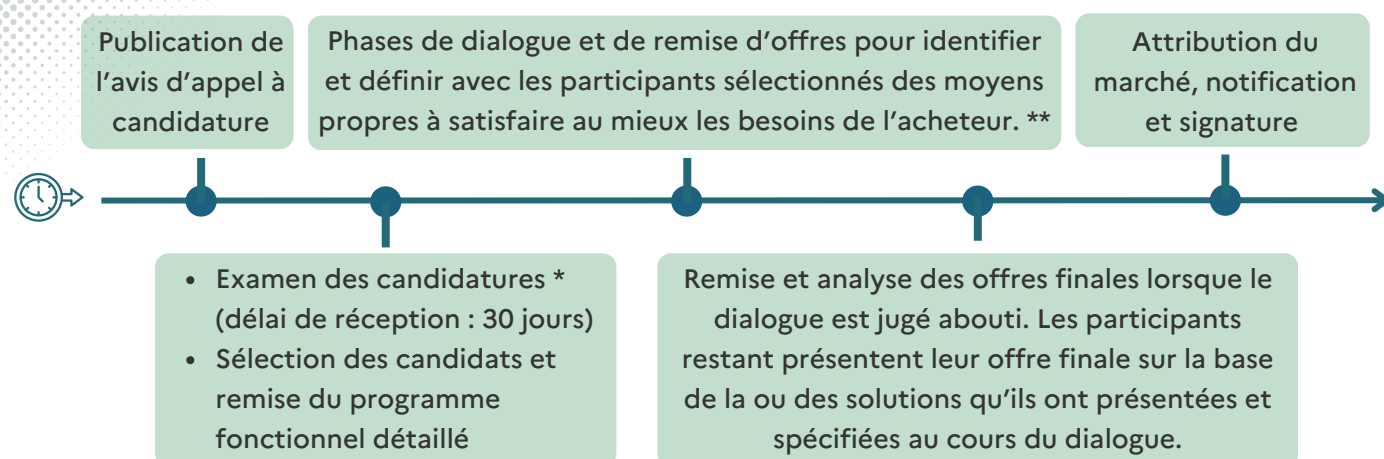 Publication de
l'avis d'appel à
candidature
Phases de dialogue et de remise d'offres pour identifier
et définir avec les participants sélectionnés des moyens
propres à satisfaire au mieux les besoins de l'acheteur. **
Attribution du
marché, notification
et signature
• Examen des candidatures *
(délai de réception : 30 jours)
• Sélection des candidats et
remise du programme
fonctionnel détaillé
Remise et analyse des offres finales lorsque le
dialogue est jugé abouti. Les participants
restant présentent leur offre finale sur la base
de la ou des solutions qu'ils ont présentées et
spécifiées au cours du dialogue.